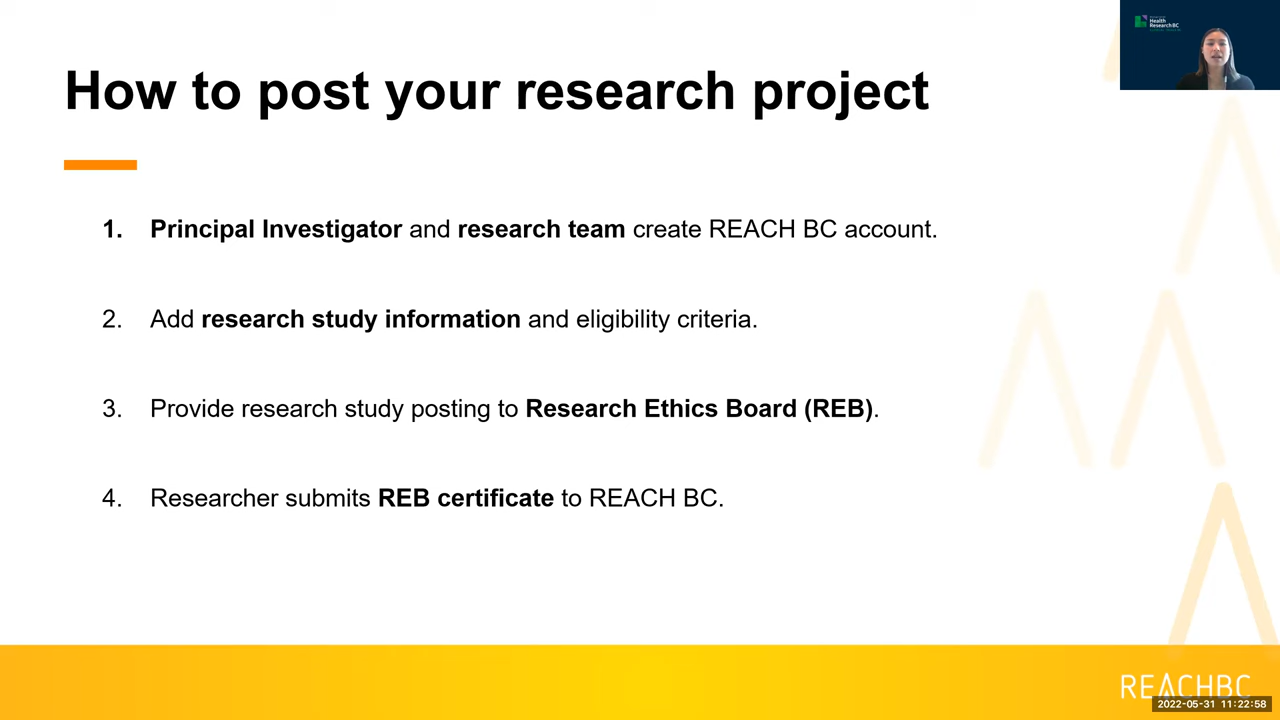 Health
Research BC
How to post your research project
1. Principal Investigator and research team create REACH BC account.
2. Add research study information and eligibility criteria.
3. Provide research study posting to Research Ethics Board (REB).
4. Researcher submits REB certificate to REACH BC.
REACHBC
2022-05-31 11:22:58